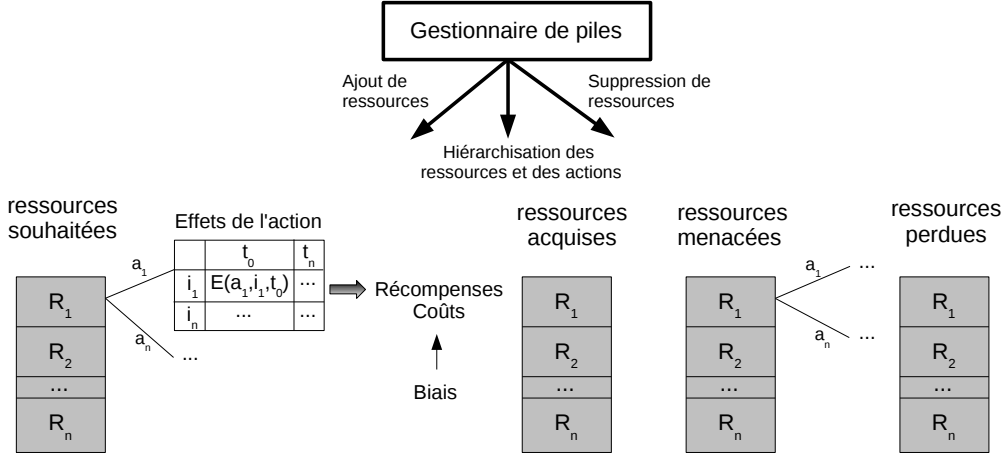 Gestionnaire de piles
Ajout de
ressources
Suppression de
ressources
Hiérarchisation des
ressources et des actions
ressources
souhaitées
R1
R2
...
Rn
a1
an
...
Effets de l'action
t0 tn
i1 E(a1,i1,t0) ...
in ... ...
Récompenses
Coûts
Biais
ressources
acquises
R1
R2
...
Rn
ressources
menacées
R1
R2
...
Rn
a1
...
an
...
ressources
perdues
R1
R2
...
Rn